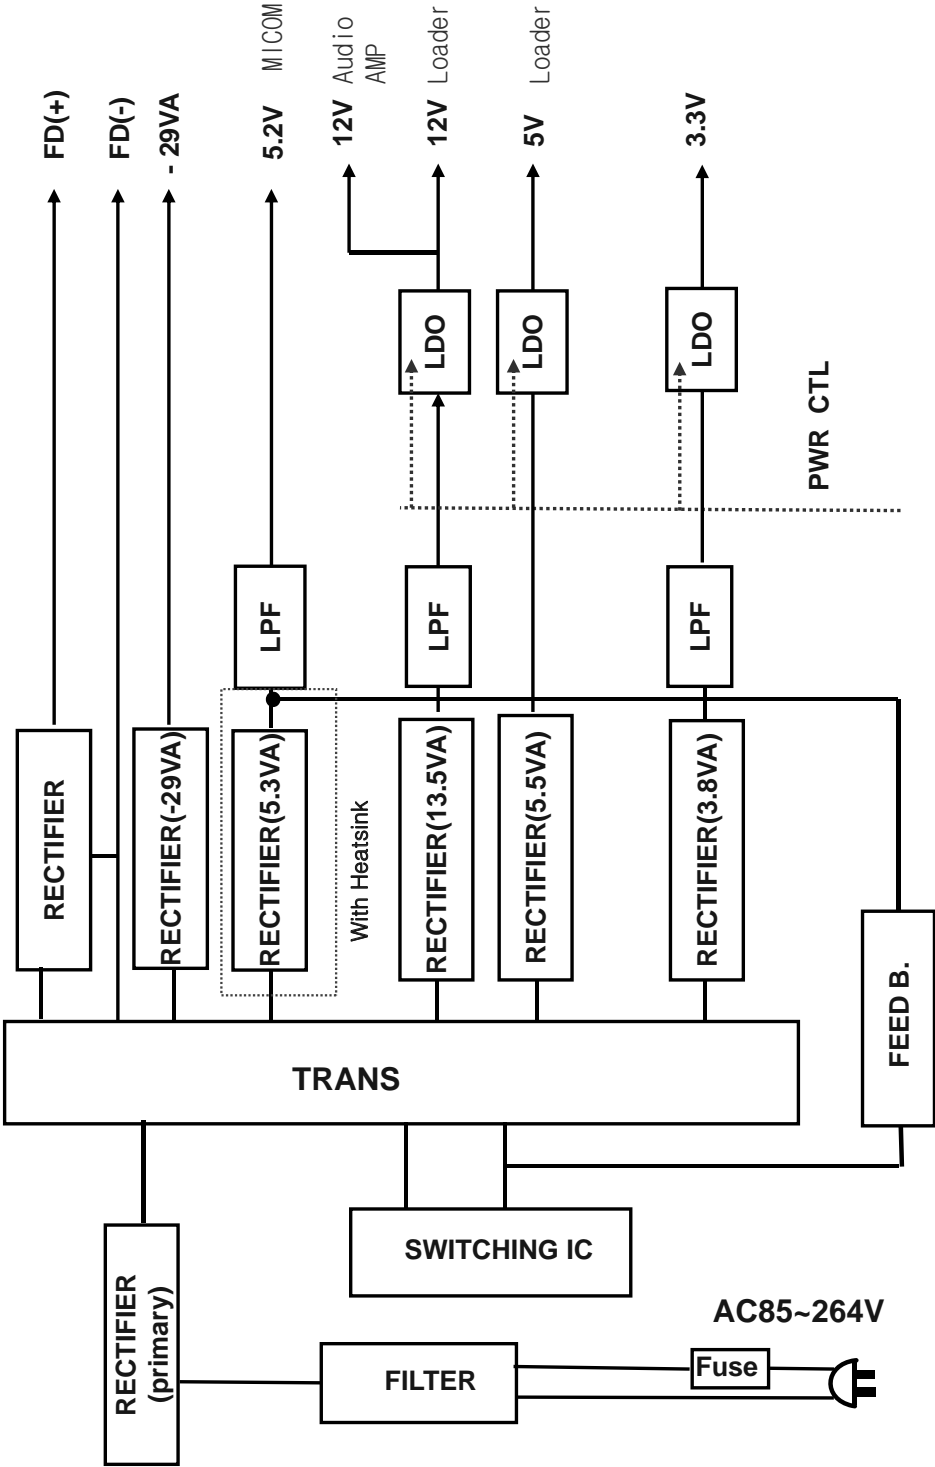 FD(+)
FD(-)
- 29VA
5.2V MICOM
12V Audio
AMP
12V Loader
5V Loader
3.3V
LDO
LDO
LDO
PWR CTL
LPF
LPF
LPF
RECTIFIER
RECTIFIER(-29VA)
RECTIFIER(5.3VA)
With Heatsink
RECTIFIER(13.5VA)
RECTIFIER(5.5VA)
RECTIFIER(3.8VA)
FEED B.
TRANS
SWITCHING IC
RECTIFIER
(primary)
FILTER
Fuse
AC85~264V